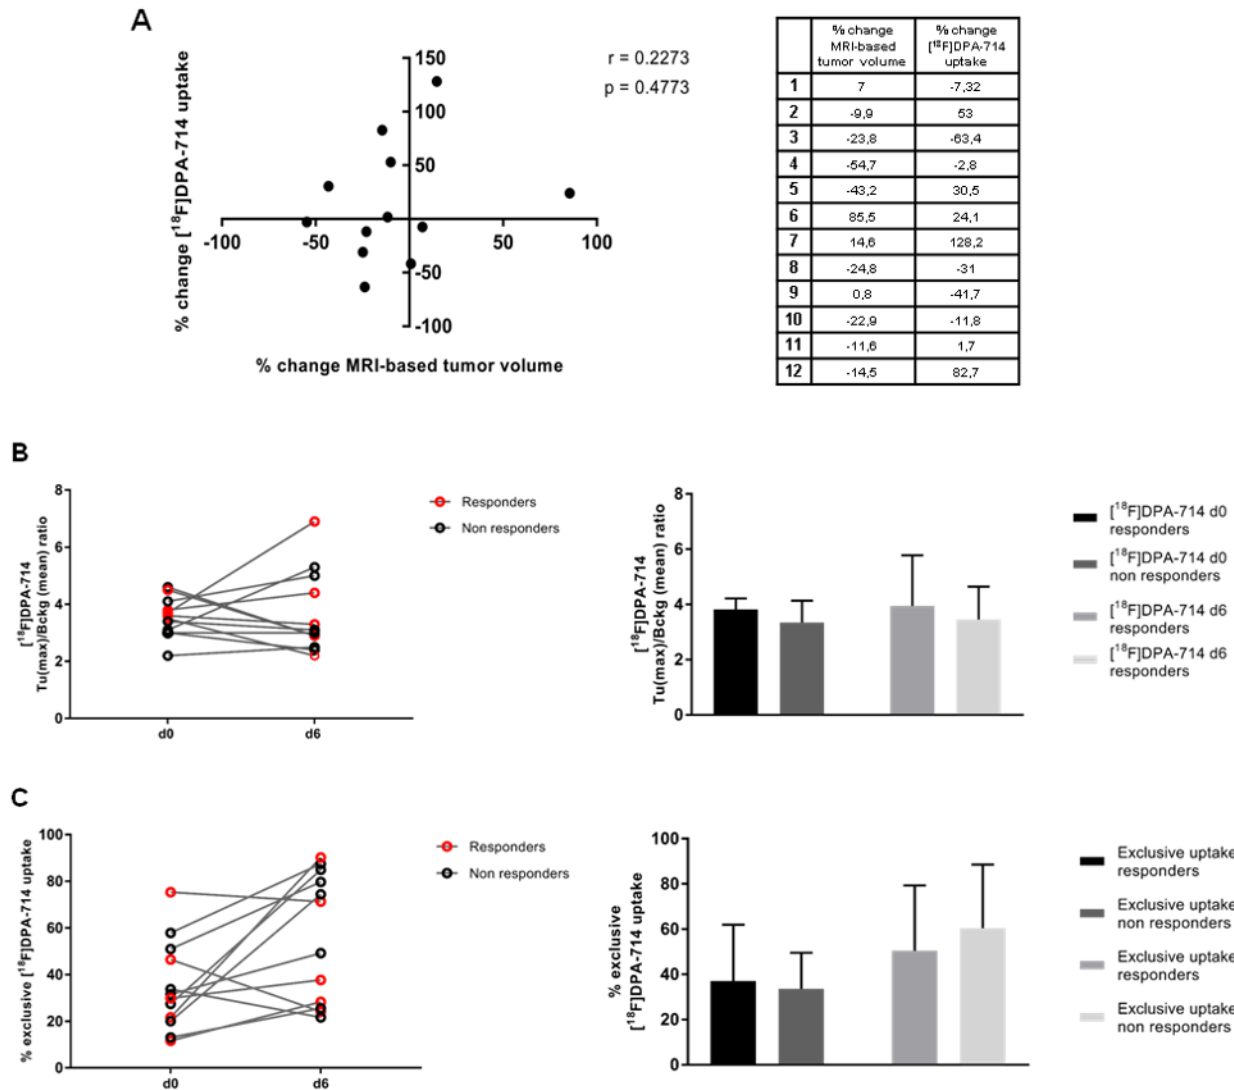 A
% change [¹⁸F]DPA-714 uptake
150
100
50
-50
-100
-100
-50
50
100
% change MRI-based tumor volume
r = 0.2273
p = 0.4773
% change MRI-based tumor volume
% change [¹⁸F]DPA-714 uptake
1 7 -7,32
2 -9,9 53
3 -23,8 -63,4
4 -54,7 -2,8
5 -43,2 30,5
6 85,5 24,1
7 14,6 128,2
8 -24,8 -31
9 0,8 -41,7
10 -22,9 -11,8
11 -11,6 1,7
12 -14,5 82,7
B
[¹⁸F]DPA-714
Tu(max)/Bckg (mean) ratio
8
6
4
2
0
d0
d6
Responders
Non responders
[¹⁸F]DPA-714
Tu(max)/Bckg (mean) ratio
8
6
4
2
0
[¹⁸F]DPA-714 d0
responders
[¹⁸F]DPA-714 d0
non responders
[¹⁸F]DPA-714 d6
responders
[¹⁸F]DPA-714 d6
responders
C
% exclusive [¹⁸F]DPA-714 uptake
100
80
60
40
20
0
d0
d6
Responders
Non responders
% exclusive
[¹⁸F]DPA-714 uptake
100
80
60
40
20
0
Exclusive uptake
responders
Exclusive uptake
non responders
Exclusive uptake
responders
Exclusive uptake
non responders